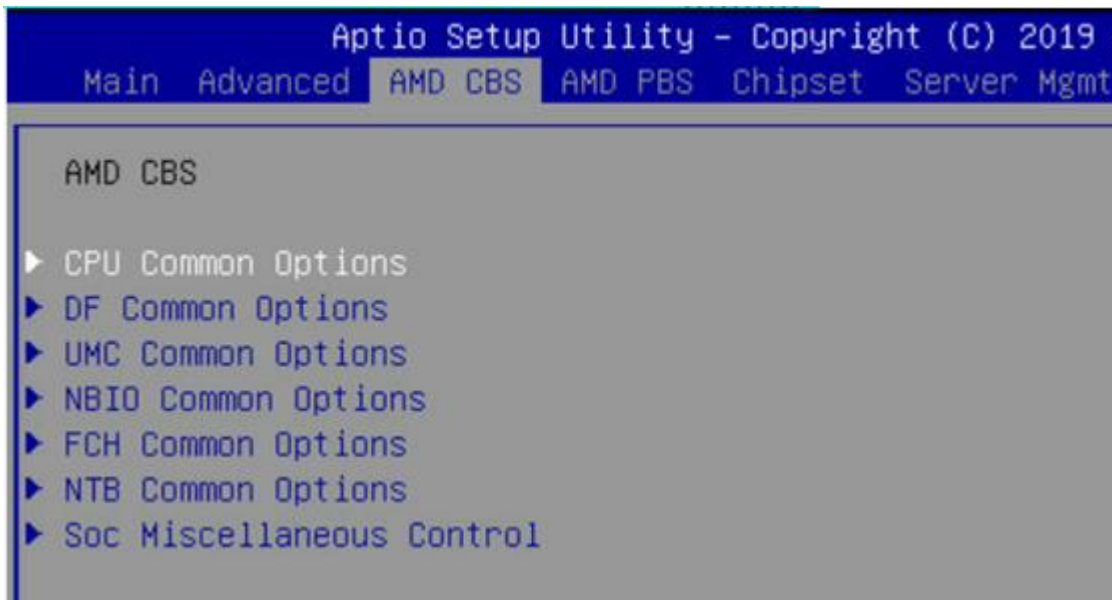 Aptio Setup Utility – Copyright (C) 2019
Main Advanced AMD CBS AMD PBS Chipset Server Mgmt
AMD CBS
CPU Common Options
DF Common Options
UMC Common Options
NBIO Common Options
FCH Common Options
NTB Common Options
Soc Miscellaneous Control